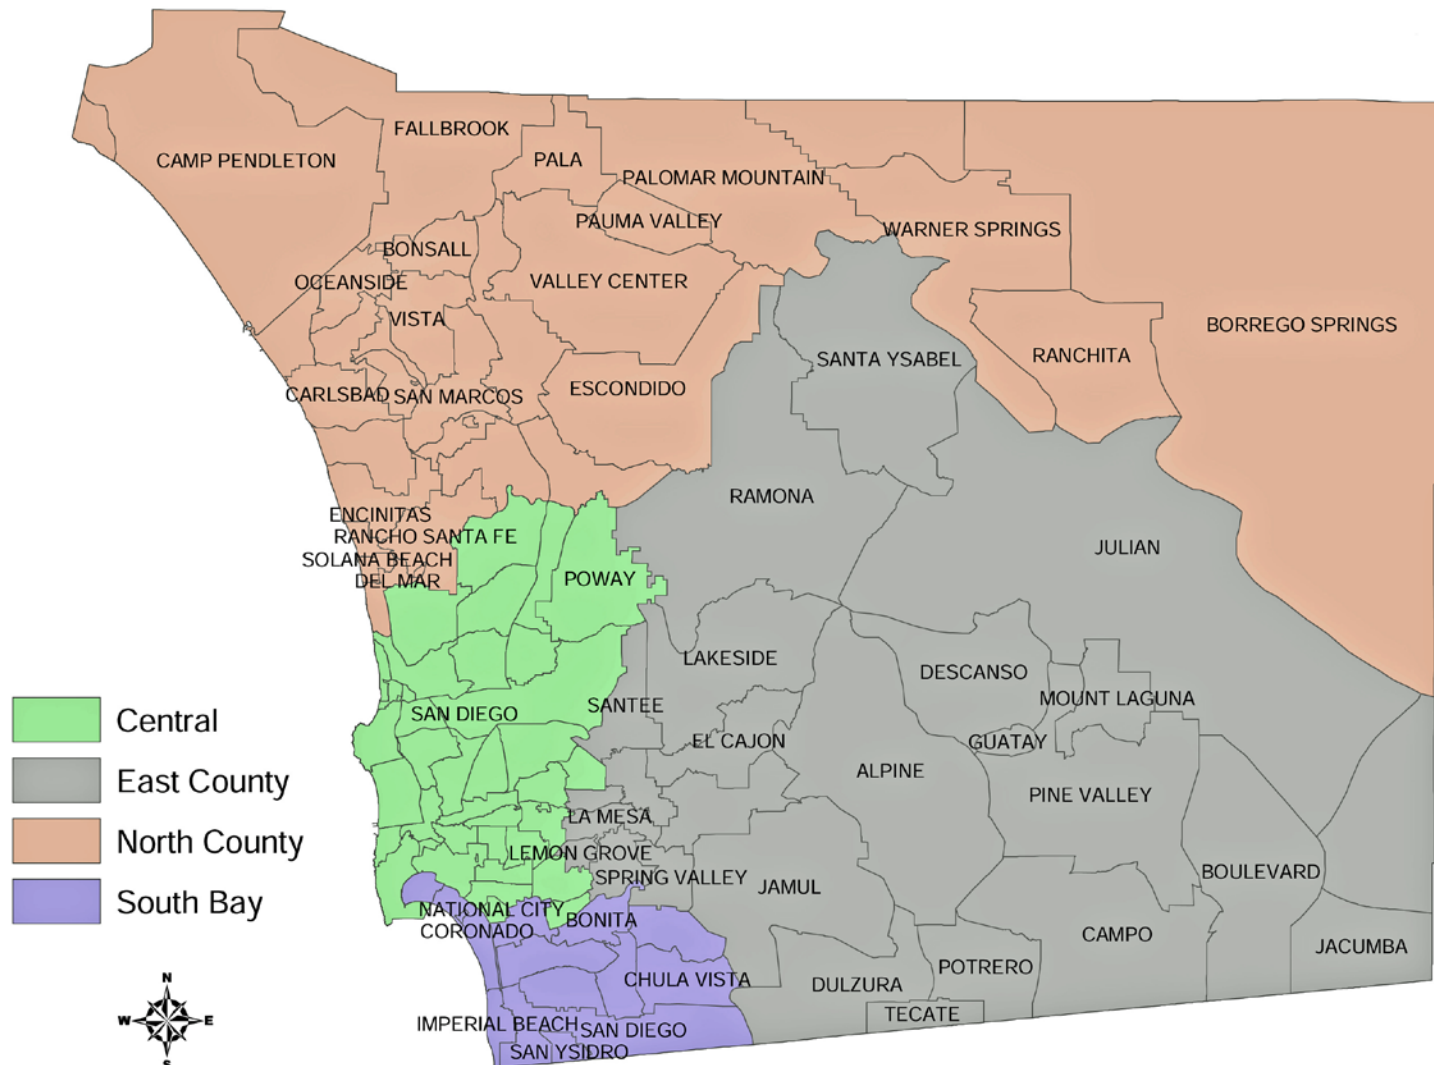 FALLBROOK
CAMP PENDLETON
PALA
PALOMAR MOUNTAIN
PAUMA VALLEY
WARNER SPRINGS
BONSALL
OCEANSIDE
VALLEY CENTER
VISTA
BORREGO SPRINGS
SANTA YSABEL
RANCHITA
CARLSBAD
SAN MARCOS
ESCONDIDO
RAMONA
ENCINITAS
RANCHO SANTA FE
SOLANA BEACH
DEL MAR
JULIAN
POWAY
LAKESIDE
DESCANSO
MOUNT LAGUNA
SANTEE
SAN DIEGO
EL CAJON
GUATAY
ALPINE
PINE VALLEY
LA MESA
LEMON GROVE
SPRING VALLEY
JAMUL
BOULEVARD
NATIONAL CITY
BONITA
CORONADO
CAMPO
JACUMBA
POTRERO
CHULA VISTA
DULZURA
TECATE
IMPERIAL BEACH
SAN DIEGO
SAN YSIDRO
Central
East County
North County
South Bay
N
W E
S